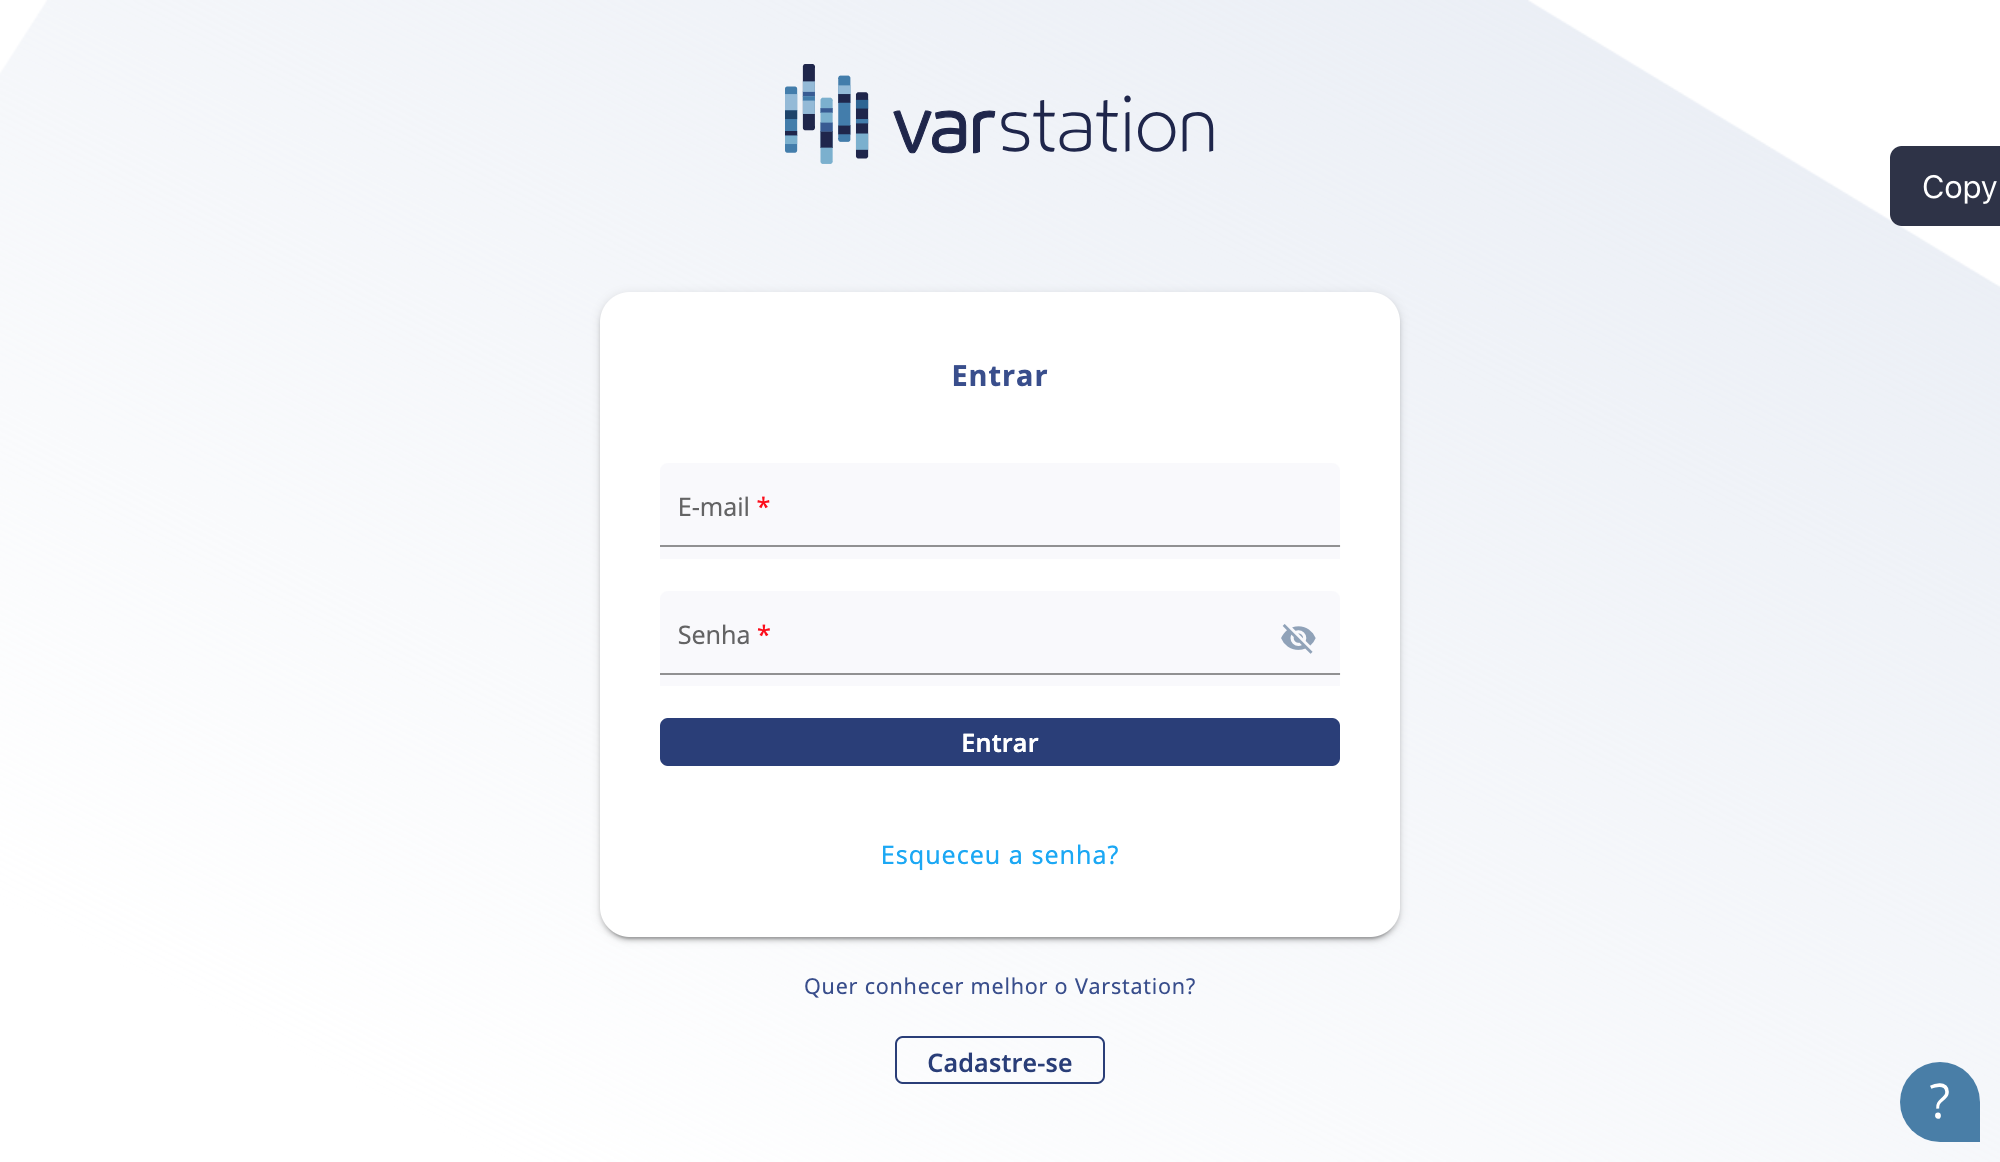 varstation
Copy
Entrar
E-mail *
Senha *
Entrar
Esqueceu a senha?
Quer conhecer melhor o Varstation?
Cadastre-se
?